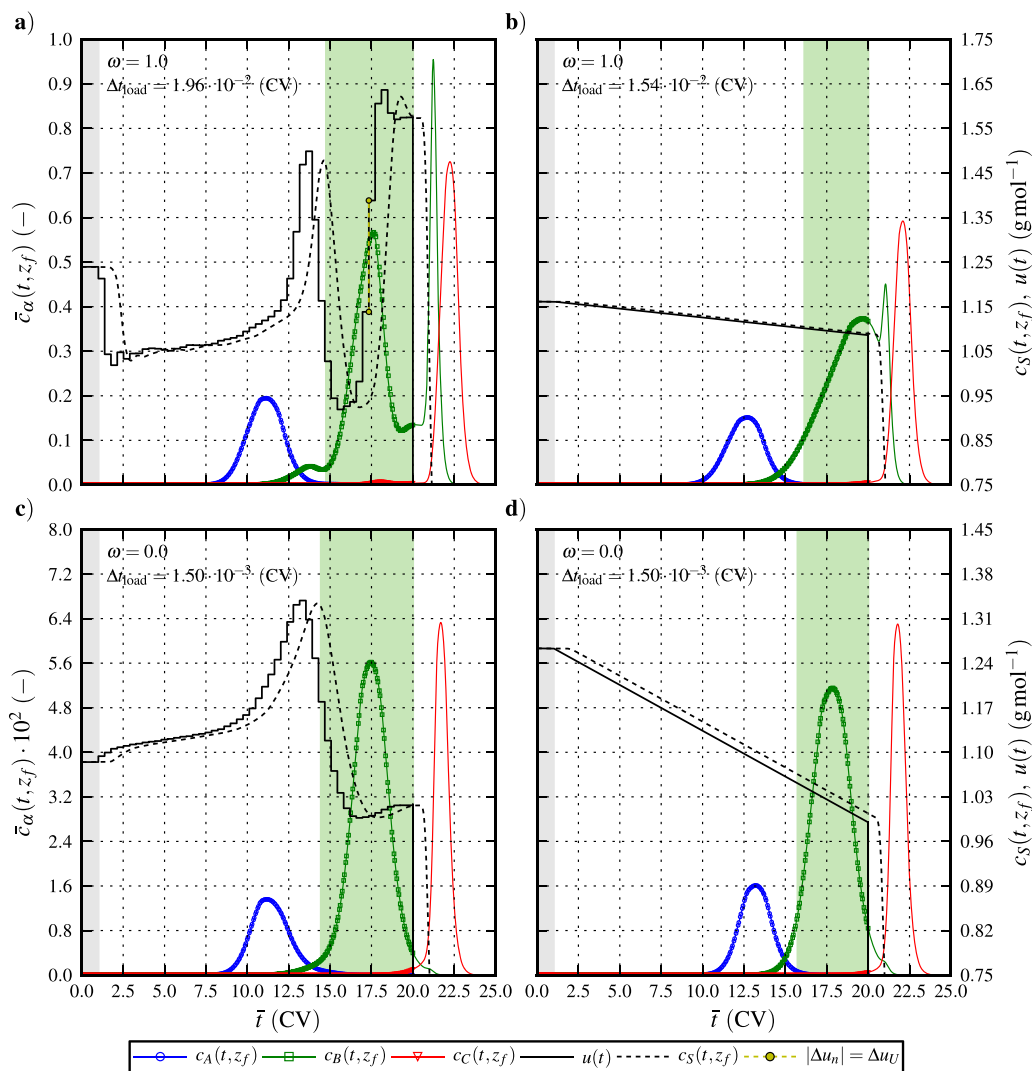 a)
b)
ω = 1.0
Δt_load = 1.96 · 10⁻² (CV)
ω = 1.0
Δt_load = 1.54 · 10⁻² (CV)
1.0
0.9
0.8
0.7
0.6
0.5
0.4
0.3
0.2
0.1
0.0
c̄_α(t, z_f) (−)
1.75
1.65
1.55
1.45
1.35
1.25
1.15
1.05
0.95
0.85
0.75
c_S(t, z_f), u(t) (g mol⁻¹)
c)
d)
ω = 0.0
Δt_load = 1.50 · 10⁻³ (CV)
ω = 0.0
Δt_load = 1.50 · 10⁻³ (CV)
8.0
7.2
6.4
5.6
4.8
4.0
3.2
2.4
1.6
0.8
0.0
c̄_α(t, z_f) · 10² (−)
1.45
1.38
1.31
1.24
1.17
1.10
1.03
0.96
0.89
0.82
0.75
c_S(t, z_f), u(t) (g mol⁻¹)
0.0 2.5 5.0 7.5 10.0 12.5 15.0 17.5 20.0 22.5 25.0
0.0 2.5 5.0 7.5 10.0 12.5 15.0 17.5 20.0 22.5 25.0
t̄ (CV)
t̄ (CV)
c_A(t, z_f) c_B(t, z_f) c_C(t, z_f) u(t) c_S(t, z_f) |Δu_n| = Δu_U